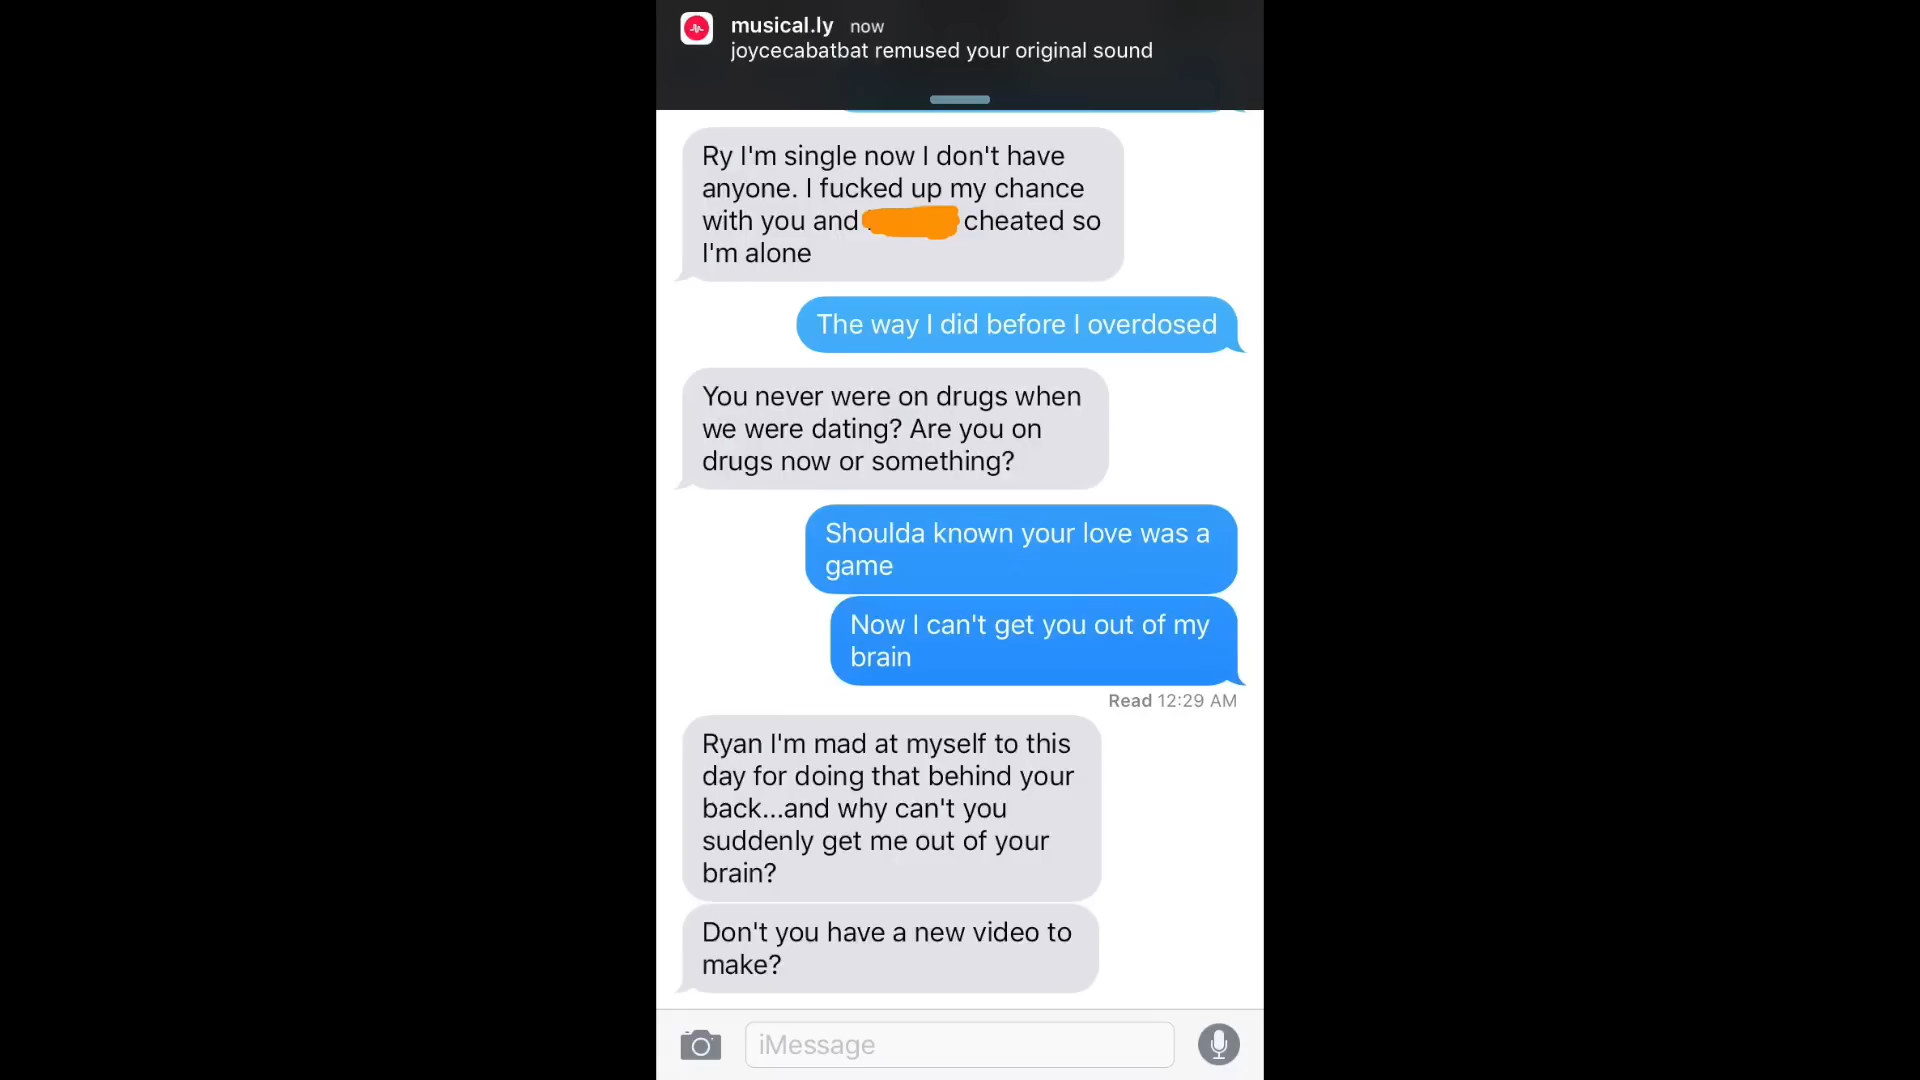 musical.ly now
joycecabatbat remused your original sound
Ry I'm single now I don't have
anyone. I fucked up my chance
with you and cheated so
I'm alone
The way I did before I overdosed
You never were on drugs when
we were dating? Are you on
drugs now or something?
Shoulda known your love was a
game
Now I can't get you out of my
brain
Read 12:29 AM
Ryan I'm mad at myself to this
day for doing that behind your
back...and why can't you
suddenly get me out of your
brain?
Don't you have a new video to
make?
iMessage